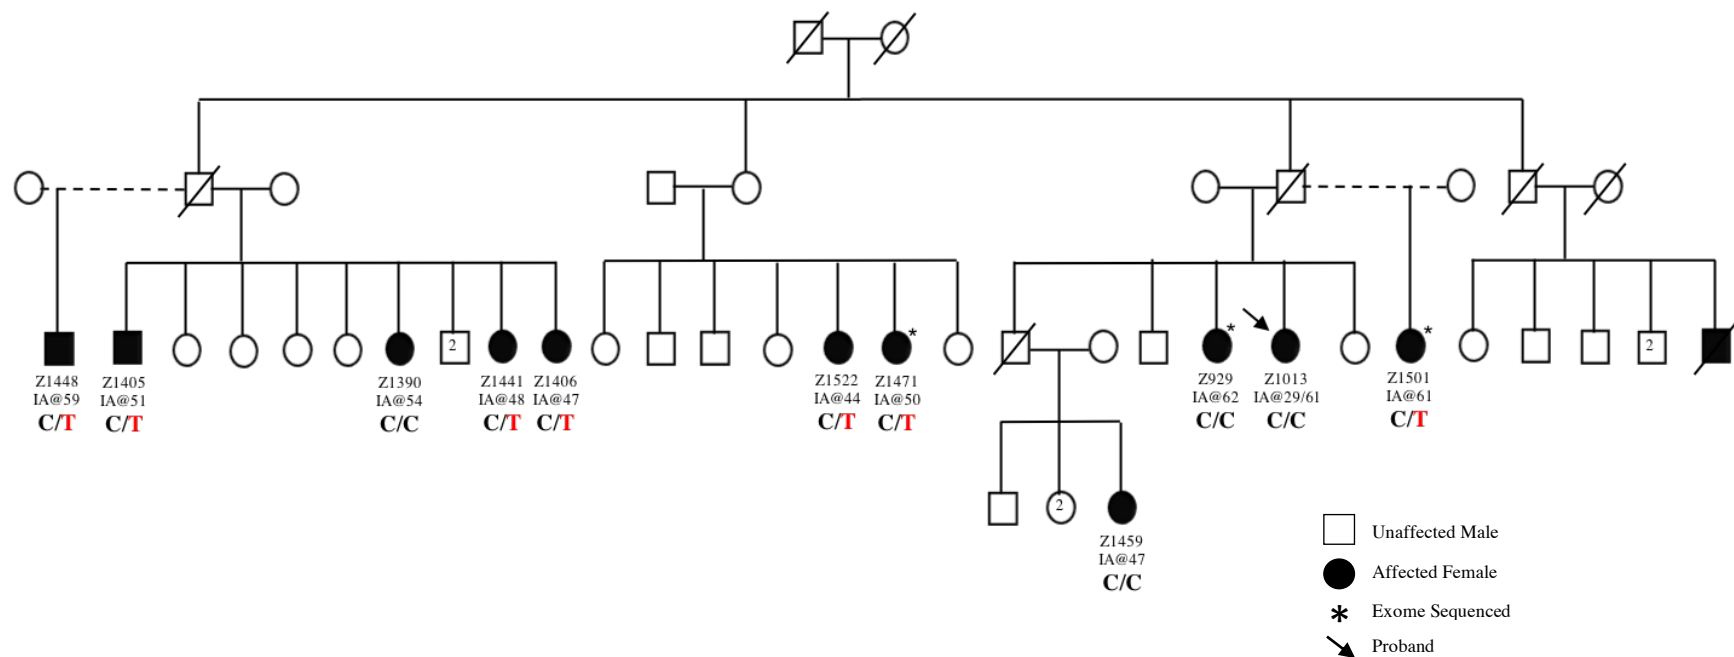 2
2
*
*
*
Z1448
IA@59
C/T
Z1405
IA@51
C/T
Z1390
IA@54
C/C
Z1441
IA@48
C/T
Z1406
IA@47
C/T
Z1522
IA@44
C/T
Z1471
IA@50
C/T
Z929
IA@62
C/C
Z1013
IA@29/61
C/C
Z1501
IA@61
C/T
2
Z1459
IA@47
C/C
Unaffected Male
Affected Female
* Exome Sequenced
Proband